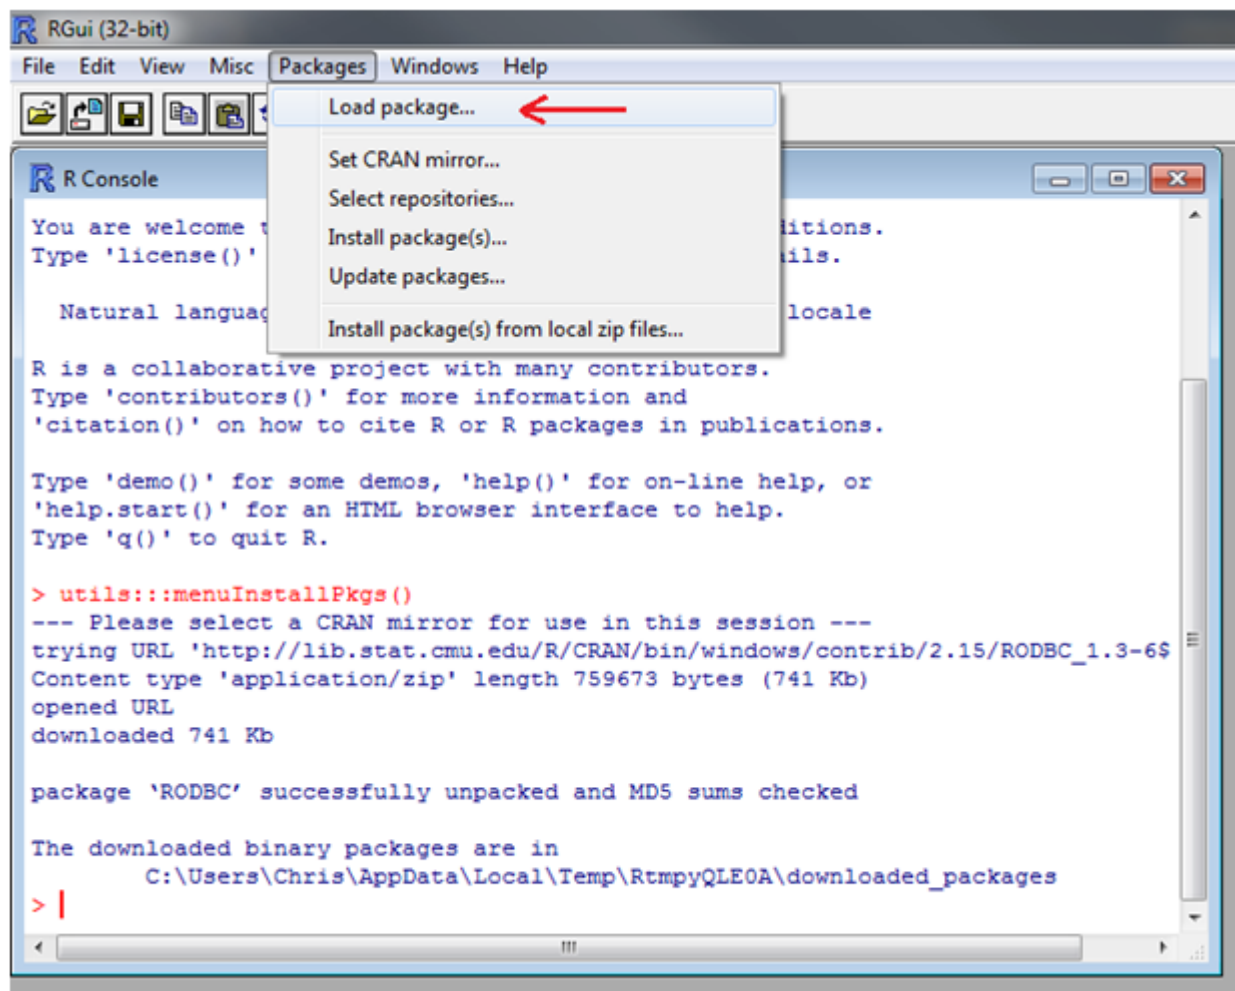 RGui (32-bit)
File Edit View Misc Packages Windows Help
Load package...
Set CRAN mirror...
Select repositories...
Install package(s)...
Update packages...
Install package(s) from local zip files...
R Console
You are welcome itions.
Type 'license()' ils.
Natural locale
R is a collaborative project with many contributors.
Type 'contributors()' for more information and
'citation()' on how to cite R or R packages in publications.
Type 'demo()' for some demos, 'help()' for on-line help, or
'help.start()' for an HTML browser interface to help.
Type 'q()' to quit R.
> utils:::menuInstallPkgs()
--- Please select a CRAN mirror for use in this session ---
trying URL 'http://lib.stat.cmu.edu/R/CRAN/bin/windows/contrib/2.15/RODBC_1.3-6$
Content type 'application/zip' length 759673 bytes (741 Kb)
opened URL
downloaded 741 Kb
package ‘RODBC’ successfully unpacked and MD5 sums checked
The downloaded binary packages are in
C:\Users\Chris\AppData\Local\Temp\RtmpyQLE0A\downloaded_packages
>